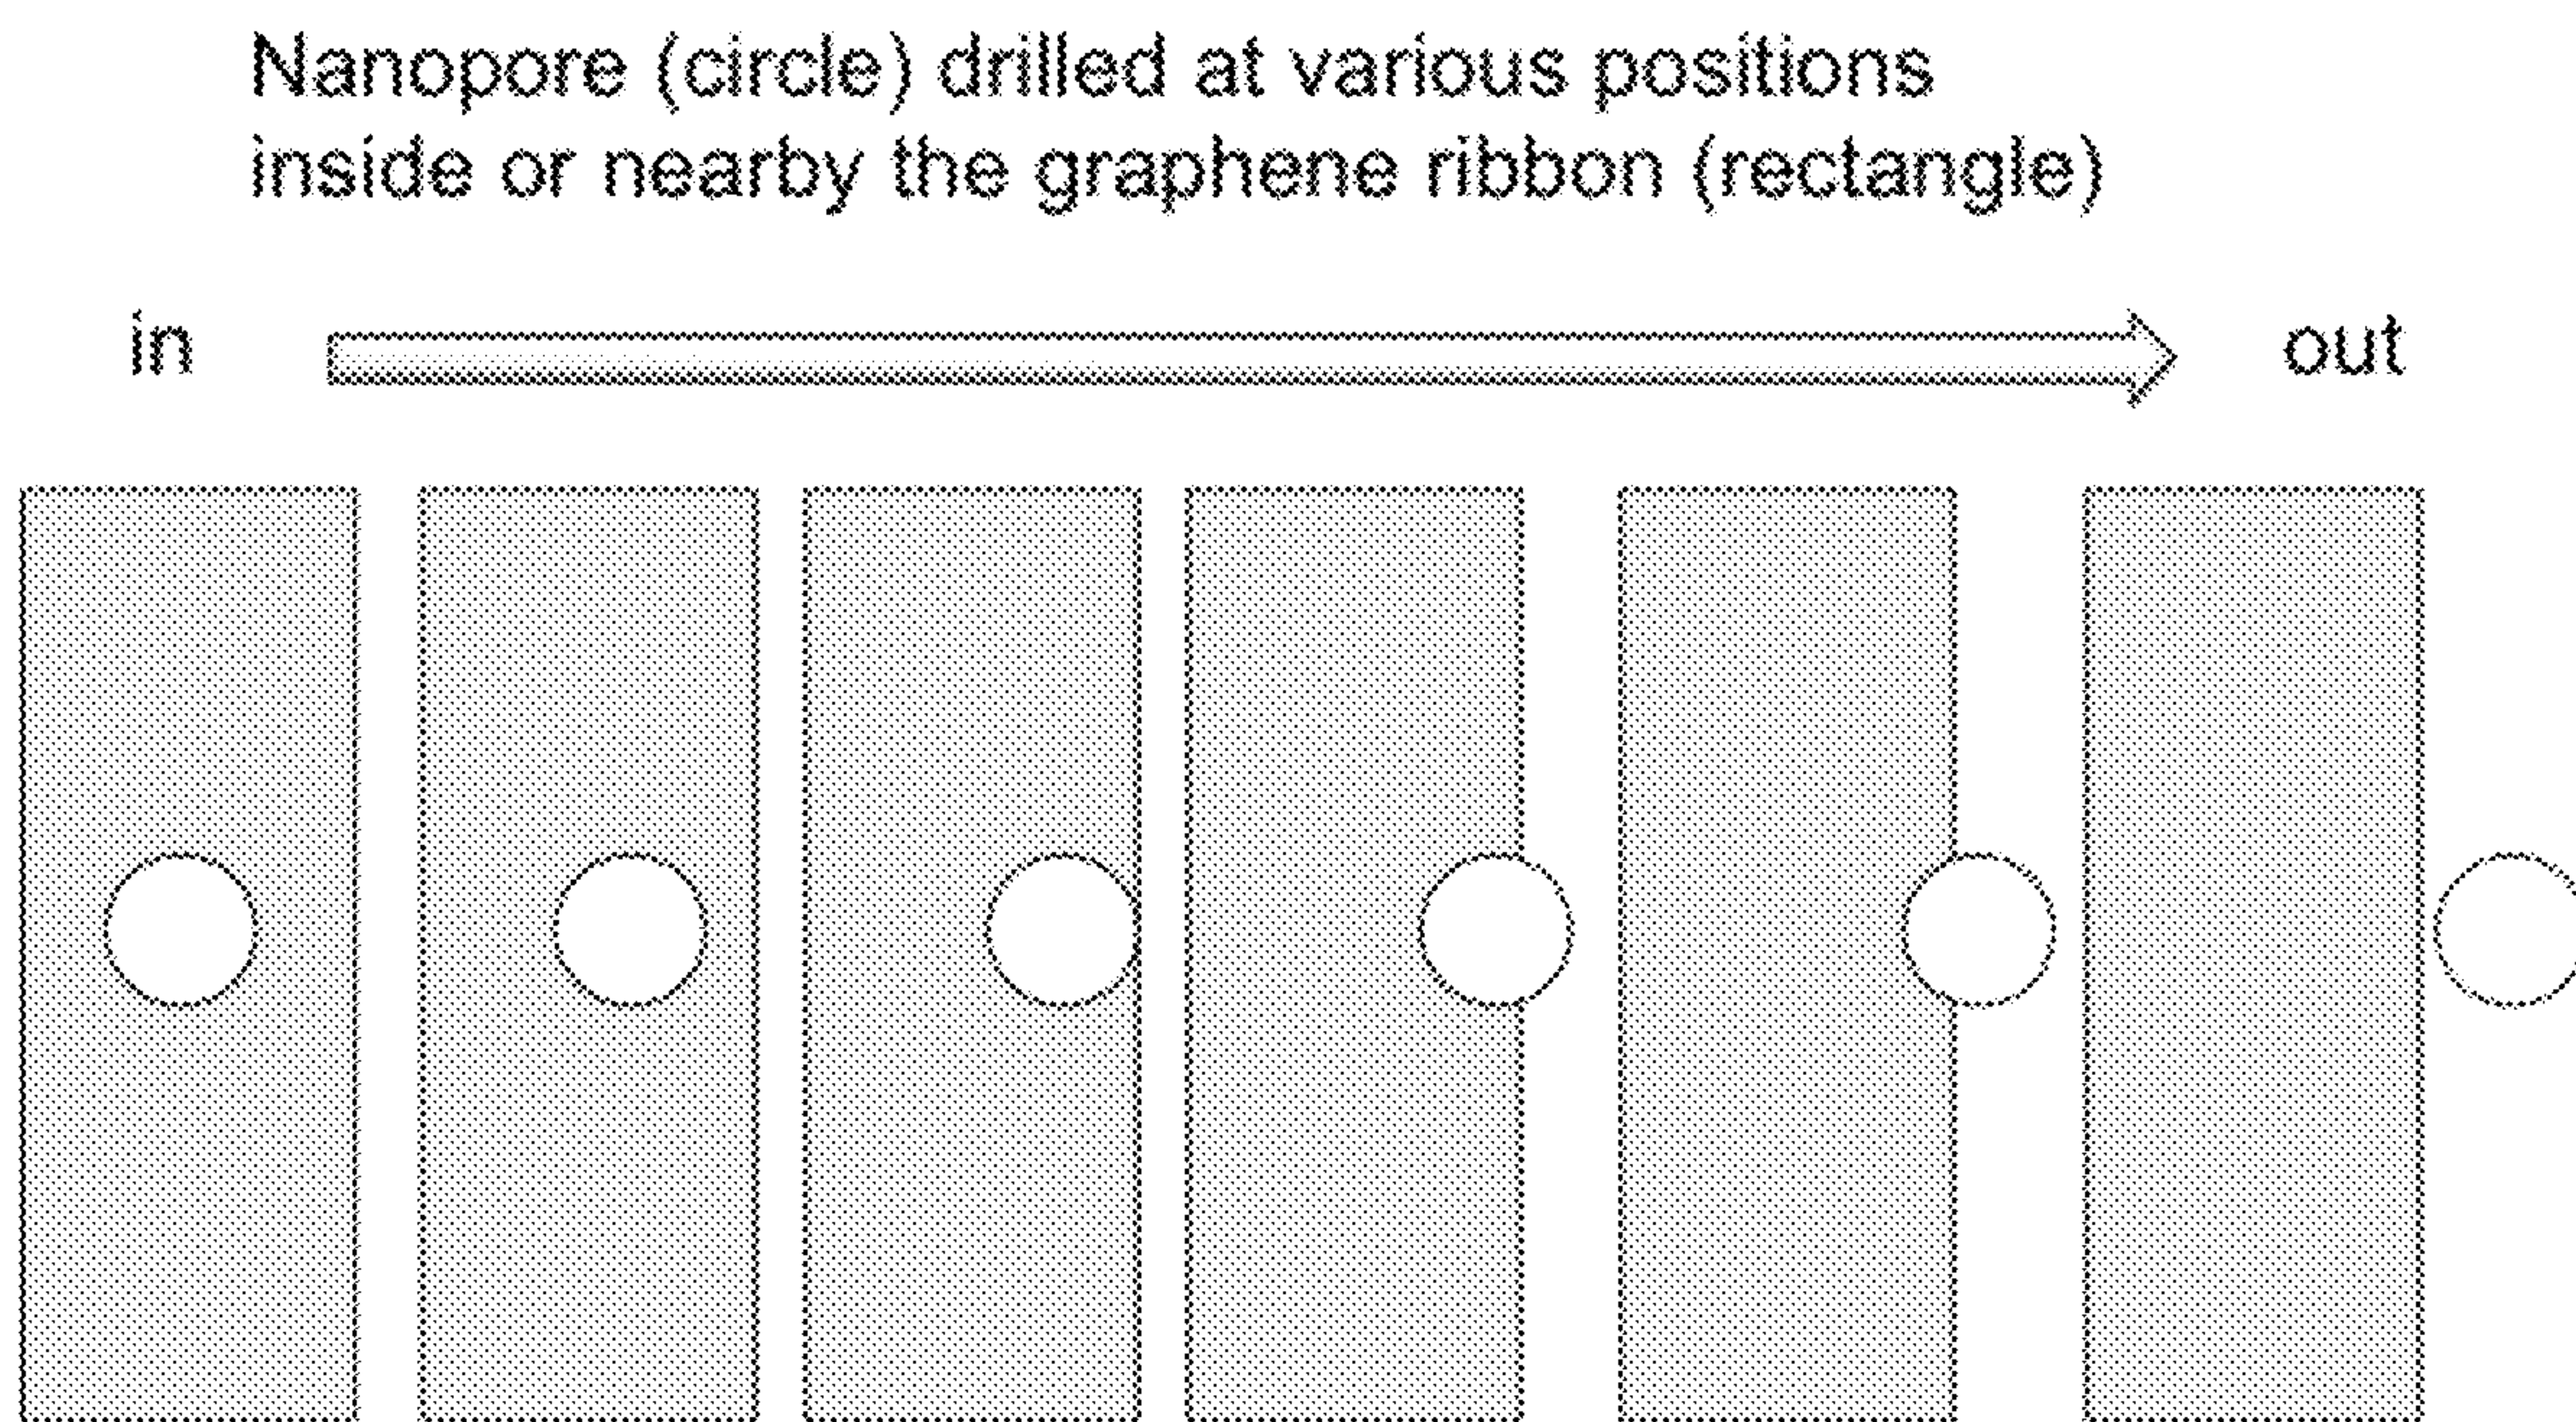 Nanopore (circle) drilled at various positions
inside or nearby the graphene ribbon (rectangle)
in
out